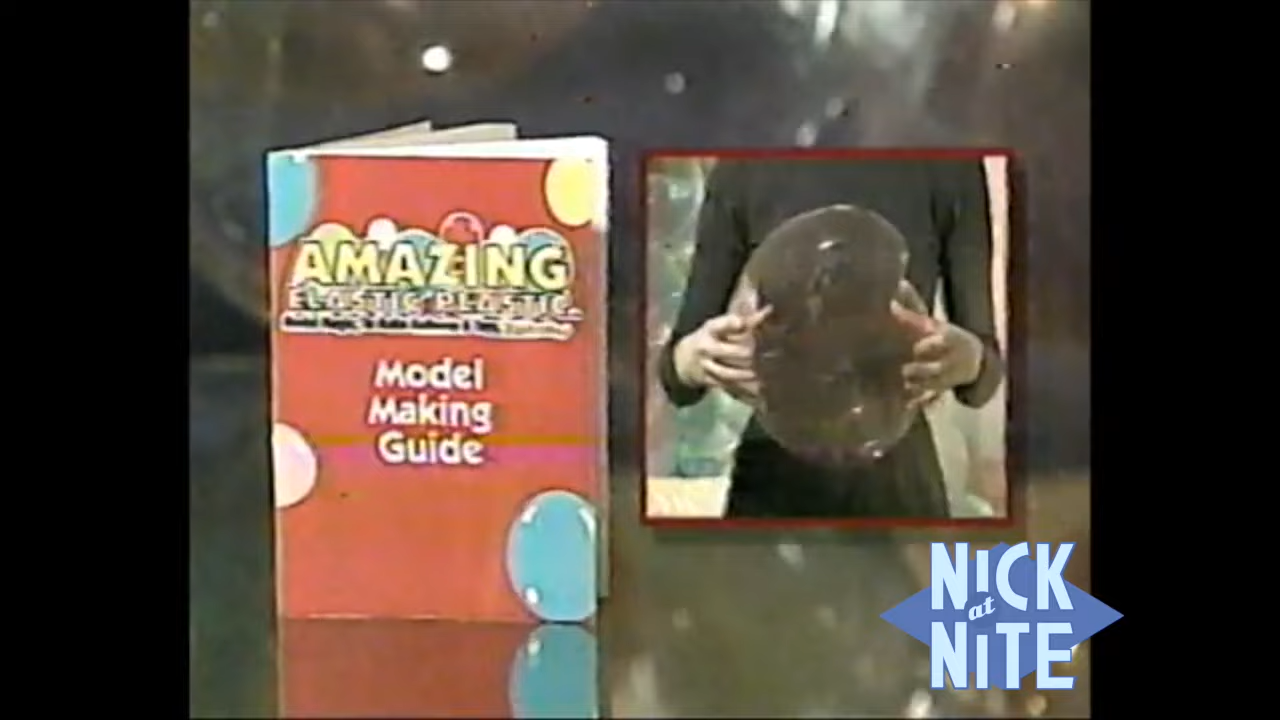 AMAZING
ELASTIC PLASTIC
Model
Making
Guide
NICK
at
NITE